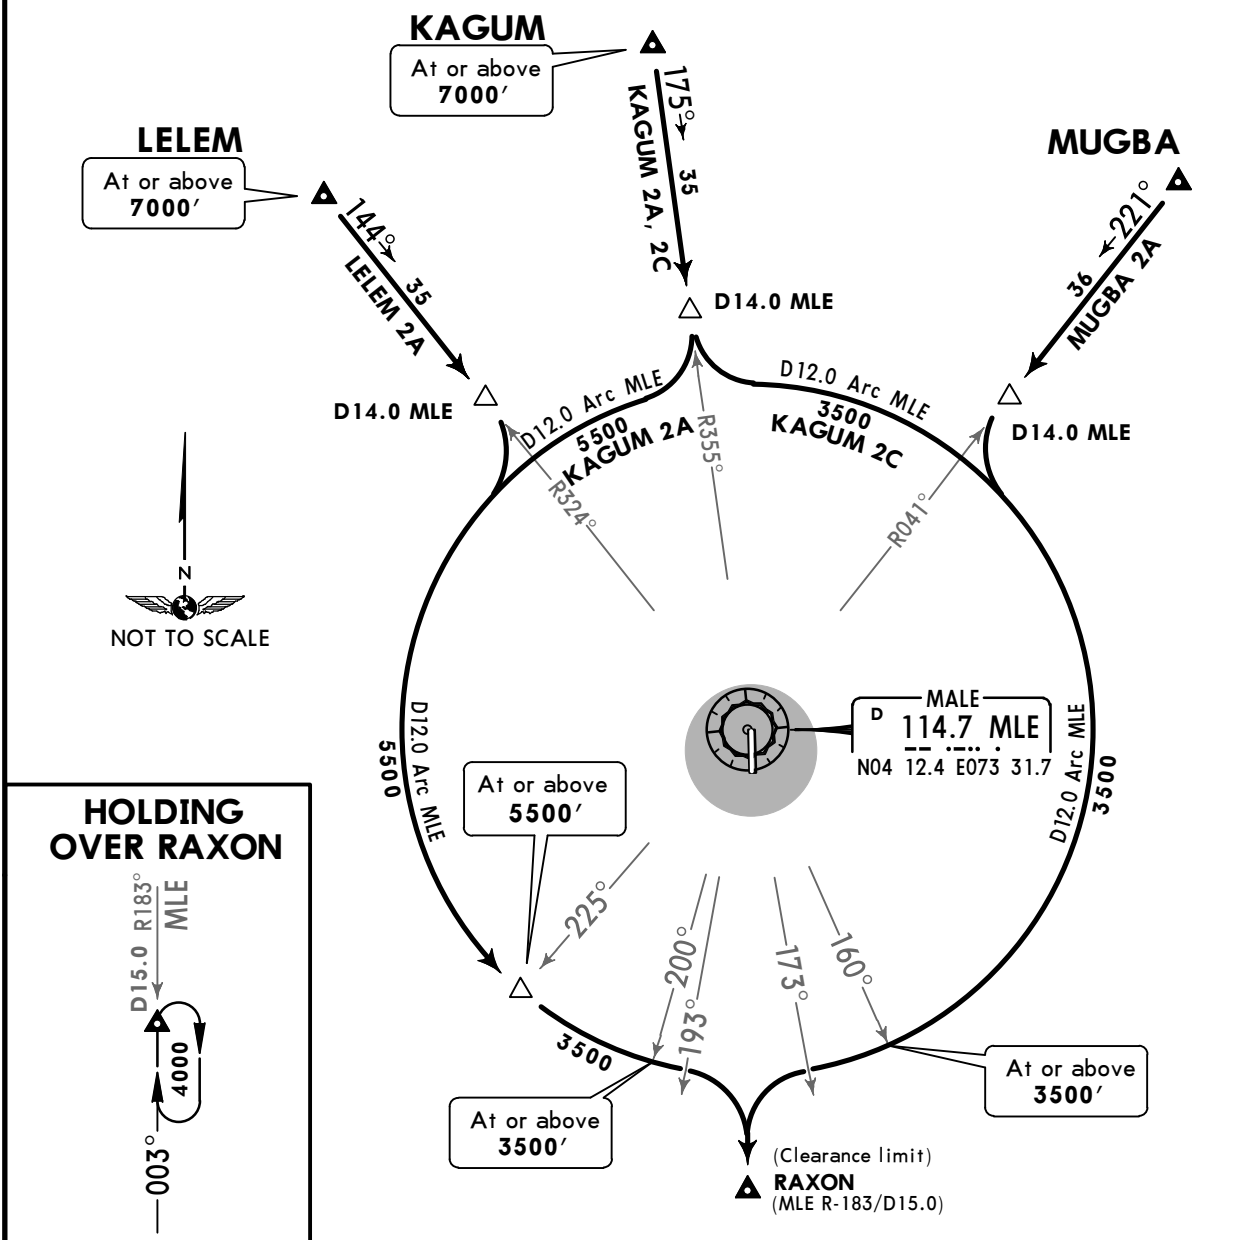 KAGUM
At or above
7000′
175°
35
KAGUM 2A, 2C
LELEM
At or above
7000′
144°
35
LELEM 2A
MUGBA
221°
36
MUGBA 2A
D14.0 MLE
D14.0 MLE
D14.0 MLE
D12.0 Arc MLE
5500
KAGUM 2A
D12.0 Arc MLE
3500
KAGUM 2C
R324°
R355°
R041°
N
NOT TO SCALE
MALE
D 114.7 MLE
N04 12.4 E073 31.7
D12.0 Arc MLE
5500
D12.0 Arc MLE
3500
At or above
5500′
225°
200°
193°
173°
160°
3500
At or above
3500′
At or above
3500′
(Clearance limit)
RAXON
(MLE R-183/D15.0)
HOLDING
OVER RAXON
D15.0 R183°
MLE
4000
003°